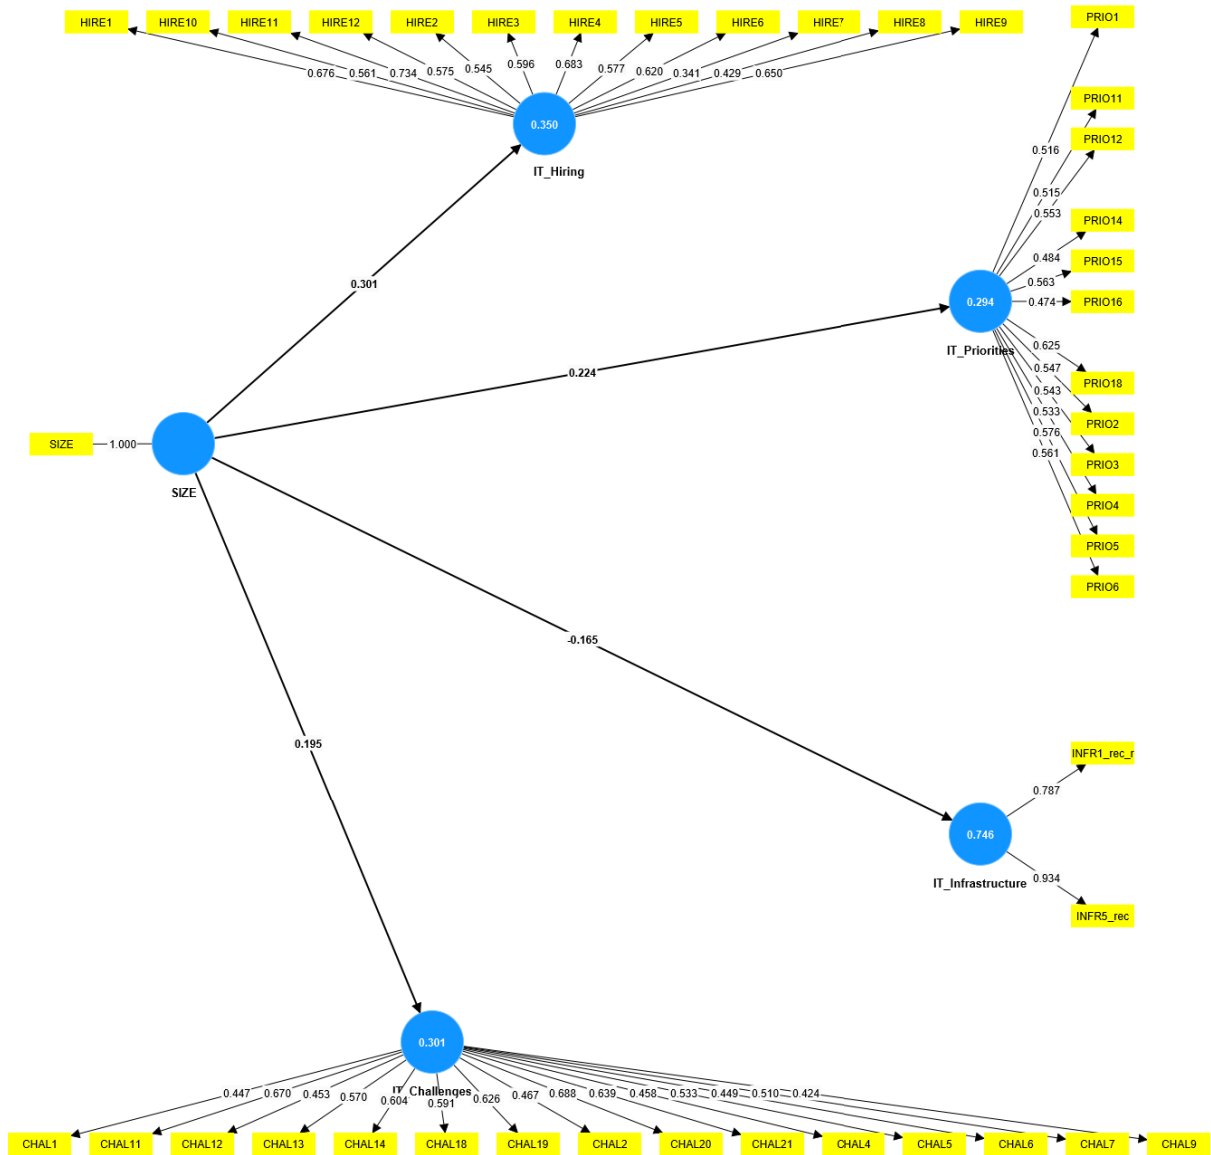 HIRE1 HIRE10 HIRE11 HIRE12 HIRE2 HIRE3 HIRE4 HIRE5 HIRE6 HIRE7 HIRE8 HIRE9
0.676 0.561 0.734 0.575 0.545 0.596 0.683 0.577 0.620 0.341 0.429 0.650
0.350
IT_Hiring
PRIO1
PRIO11
PRIO12
PRIO14
PRIO15
PRIO16
PRIO18
PRIO2
PRIO3
PRIO4
PRIO5
PRIO6
0.516
0.515
0.553
0.484
0.563
0.474
0.625
0.547
0.543
0.533
0.576
0.561
0.294
IT_Priorities
0.301
0.224
SIZE
1.000
SIZE
-0.165
0.195
INFR1_rec_r
0.787
0.746
IT_Infrastructure
0.934
INFR5_rec
0.301
IT_Challenges
0.447 0.670 0.453 0.570 0.604 0.591 0.626 0.467 0.688 0.639 0.458 0.533 0.449 0.510 0.424
CHAL1 CHAL11 CHAL12 CHAL13 CHAL14 CHAL18 CHAL19 CHAL2 CHAL20 CHAL21 CHAL4 CHAL5 CHAL6 CHAL7 CHAL9